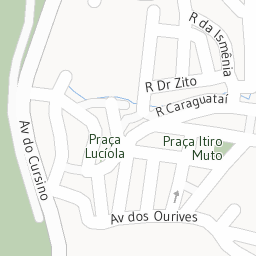 R da Ismênia
R Dr Zito
R Caraguataí
Av do Cursino
Praça
Lucíola
Praça Itiro
Muto
Av dos Ourives